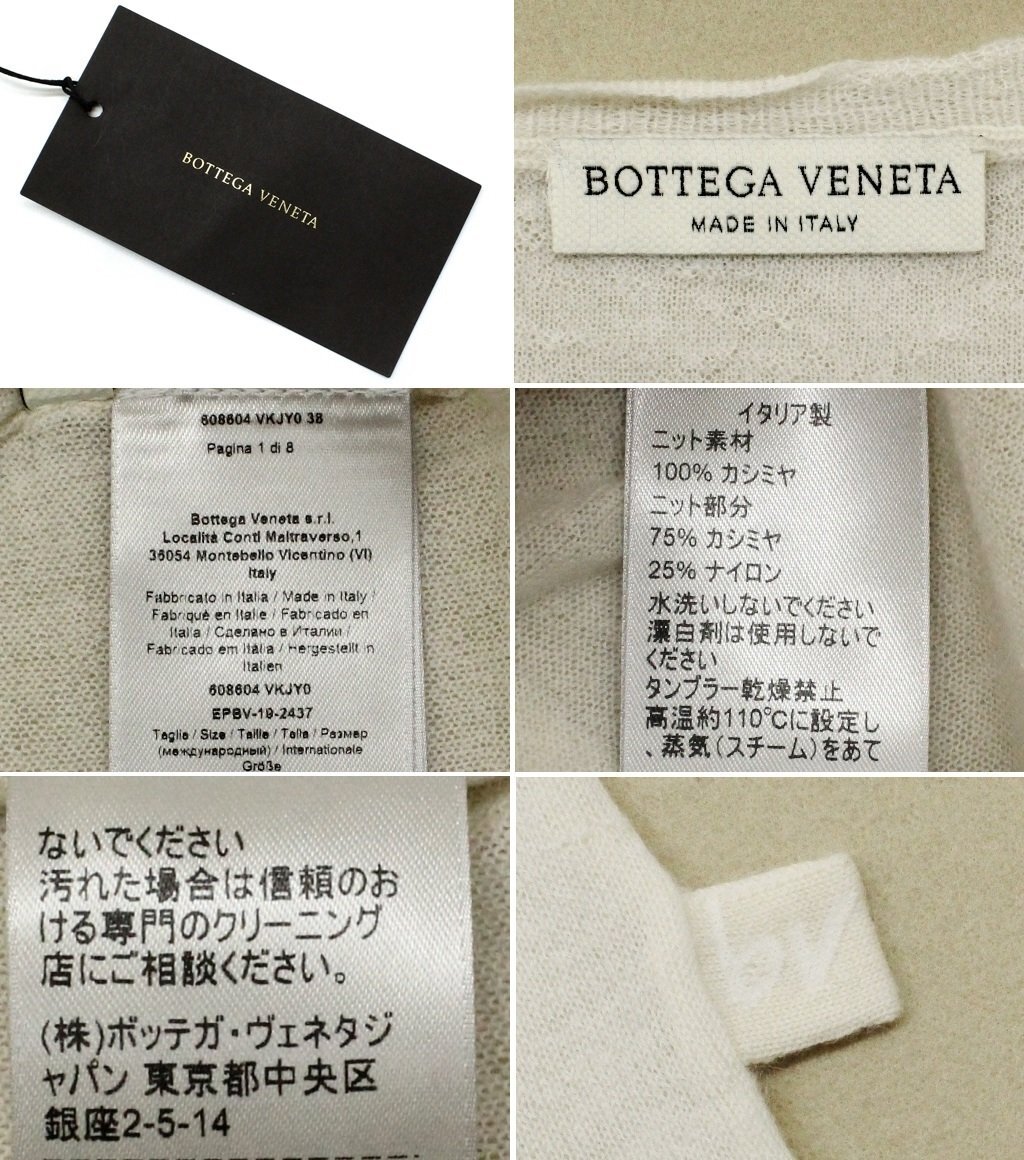 BOTTEGA VENETA
BOTTEGA VENETA
MADE IN ITALY
608604 VKJY0 38
Pagina 1 di 8
Bottega Veneta s.r.l.
Località Conti Maltraverso,1
36054 Montebello Vicentino (VI)
Italy
Fabbricato in Italia / Made in Italy /
Fabriqué en Italie / Fabricado en
Italia / Сделано в Италии /
Fabricado em Itália / Hergestellt in
Italien
608604 VKJY0
EPBV-19-2437
Taglie / Size / Taille / Talla / Размер
(международный) / Internationale
Größe
イタリア製
ニット素材
100% カシミヤ
ニット部分
75% カシミヤ
25% ナイロン
水洗いしないでください
漂白剤は使用しないで
ください
タンブラー乾燥禁止
高温約110℃に設定し
、蒸気(スチーム)をあて
ないでください
汚れた場合は信頼のお
ける専門のクリーニング
店にご相談ください。
(株)ボッテガ・ヴェネタジ
ャパン 東京都中央区
銀座2-5-14